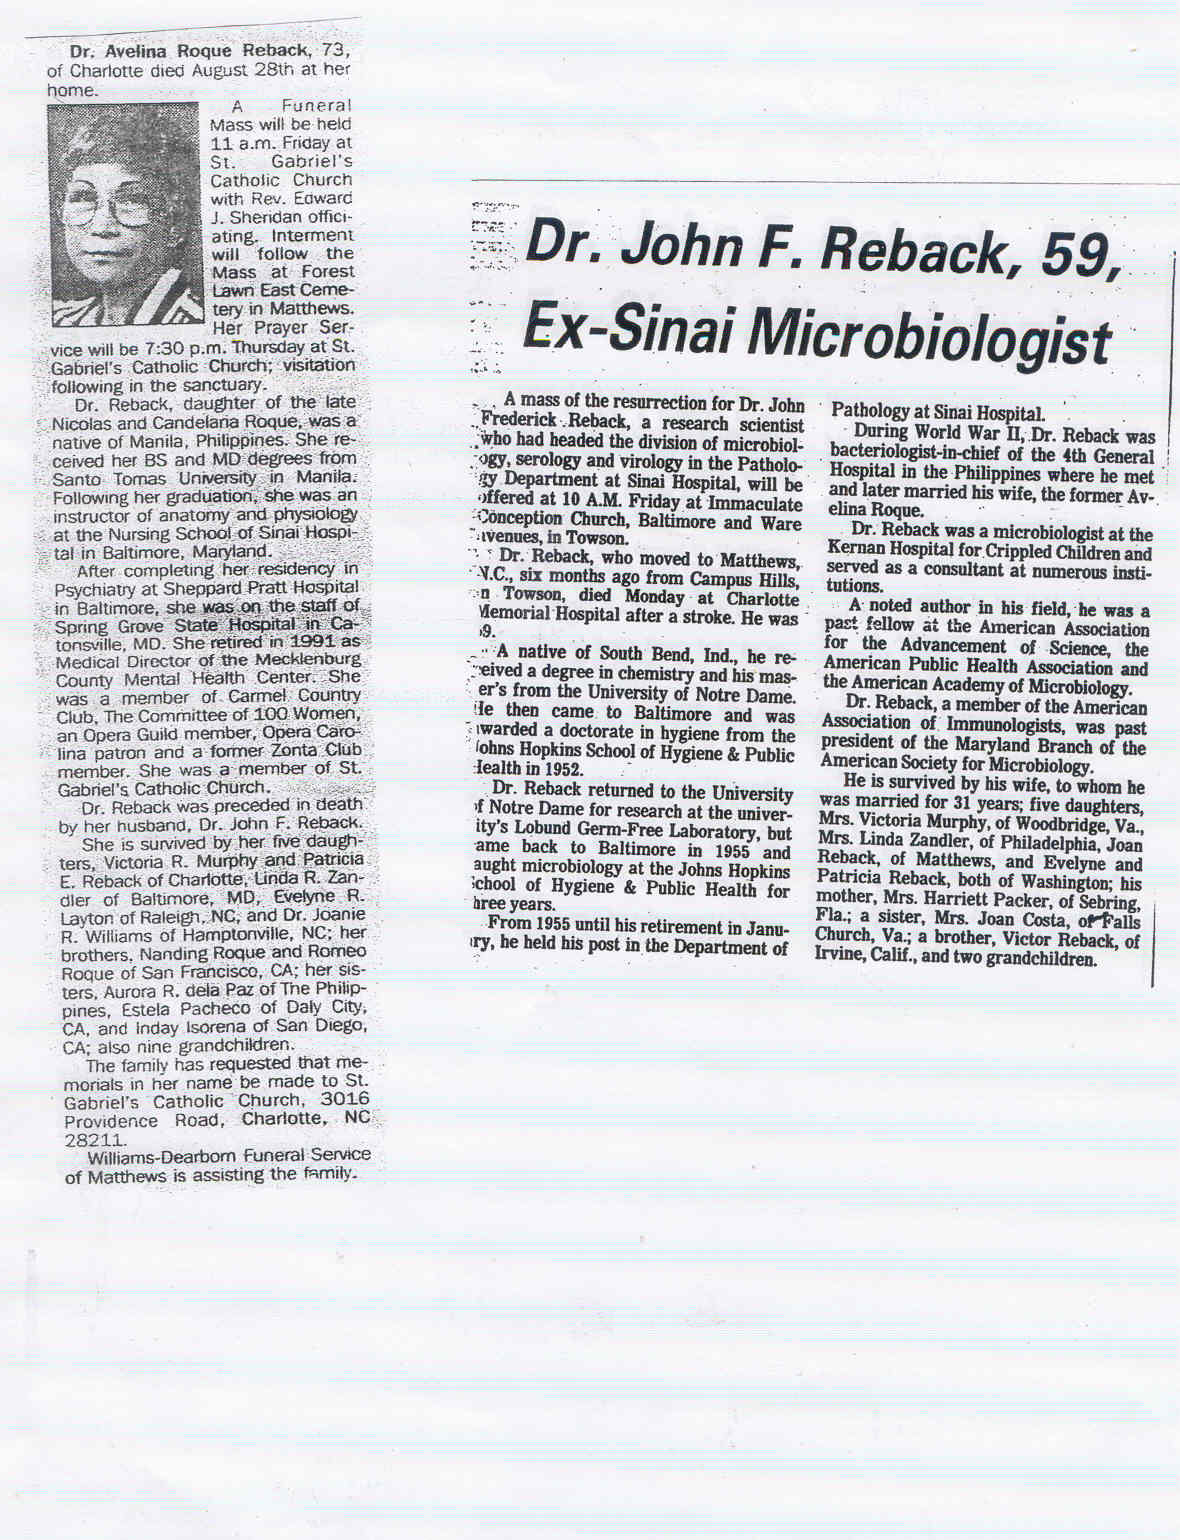 Dr. Avelina Roque Reback, 73,
of Charlotte died August 28th at her
home.
A Funeral
Mass will be held
11 a.m. Friday at
St. Gabriel's
Catholic Church
with Rev. Edward
J. Sheridan offici-
ating. Interment
will follow the
Mass at Forest
Lawn East Ceme-
tery in Matthews.
Her Prayer Ser-
vice will be 7:30 p.m. Thursday at St.
Gabriel's Catholic Church; visitation
following in the sanctuary.
Dr. Reback, daughter of the late
Nicolas and Candelaria Roque, was a
native of Manila, Philippines. She re-
ceived her BS and MD degrees from
Santo Tomas University in Manila.
Following her graduation, she was an
instructor of anatomy and physiology
at the Nursing School of Sinai Hospi-
tal in Baltimore, Maryland.
After completing her residency in
Psychiatry at Sheppard Pratt Hospital
in Baltimore, she was on the staff of
Spring Grove State Hospital in Ca-
tonsville, MD. She retired in 1991 as
Medical Director of the Mecklenburg
County Mental Health Center. She
was a member of Carmel Country
Club, The Committee of 100 Women,
an Opera Guild member, Opera Caro-
lina patron and a former Zonta Club
member. She was a member of St.
Gabriel's Catholic Church.
Dr. Reback was preceded in death
by her husband, Dr. John F. Reback.
She is survived by her five daugh-
ters, Victoria R. Murphy and Patricia
E. Reback of Charlotte, Linda R. Zan-
dler of Baltimore, MD, Evelyne R.
Layton of Raleigh, NC, and Dr. Joanie
R. Williams of Hamptonville, NC; her
brothers, Nanding Roque and Romeo
Roque of San Francisco, CA; her sis-
ters, Aurora R. dela Paz of The Philip-
pines, Estela Pacheco of Daly City,
CA, and Inday Isorena of San Diego,
CA; also nine grandchildren.
The family has requested that me-
morials in her name be made to St.
Gabriel's Catholic Church, 3016
Providence Road, Charlotte, NC
28211.
Williams-Dearborn Funeral Service
of Matthews is assisting the family.
Dr. John F. Reback, 59,
Ex-Sinai Microbiologist
A mass of the resurrection for Dr. John
Frederick Reback, a research scientist
who had headed the division of microbiol-
ogy, serology and virology in the Patholo-
gy Department at Sinai Hospital, will be
offered at 10 A.M. Friday at Immaculate
Conception Church, Baltimore and Ware
avenues, in Towson.
Dr. Reback, who moved to Matthews,
N.C., six months ago from Campus Hills,
in Towson, died Monday at Charlotte
Memorial Hospital after a stroke. He was
59.
A native of South Bend, Ind., he re-
ceived a degree in chemistry and his mas-
er's from the University of Notre Dame.
He then came to Baltimore and was
awarded a doctorate in hygiene from the
Johns Hopkins School of Hygiene & Public
Health in 1952.
Dr. Reback returned to the University
of Notre Dame for research at the univer-
ity's Lobund Germ-Free Laboratory, but
ame back to Baltimore in 1955 and
aught microbiology at the Johns Hopkins
School of Hygiene & Public Health for
hree years.
From 1955 until his retirement in Janu-
ary, he held his post in the Department of
Pathology at Sinai Hospital.
During World War II, Dr. Reback was
bacteriologist-in-chief of the 4th General
Hospital in the Philippines where he met
and later married his wife, the former Av-
elina Roque.
Dr. Reback was a microbiologist at the
Kernan Hospital for Crippled Children and
served as a consultant at numerous insti-
tutions.
A noted author in his field, he was a
past fellow at the American Association
for the Advancement of Science, the
American Public Health Association and
the American Academy of Microbiology.
Dr. Reback, a member of the American
Association of Immunologists, was past
president of the Maryland Branch of the
American Society for Microbiology.
He is survived by his wife, to whom he
was married for 31 years; five daughters,
Mrs. Victoria Murphy, of Woodbridge, Va.,
Mrs. Linda Zandler, of Philadelphia, Joan
Reback, of Matthews, and Evelyne and
Patricia Reback, both of Washington; his
mother, Mrs. Harriett Packer, of Sebring,
Fla.; a sister, Mrs. Joan Costa, of Falls
Church, Va.; a brother, Victor Reback, of
Irvine, Calif., and two grandchildren.